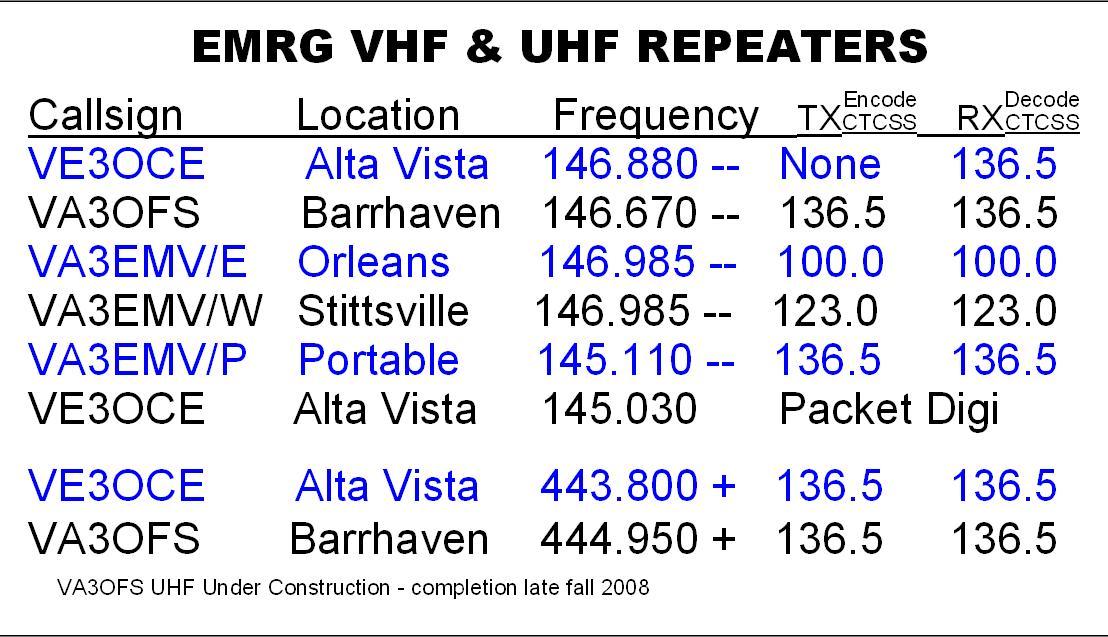 EMRG VHF & UHF REPEATERS
Callsign Location Frequency TX Encode CTCSS RX Decode CTCSS
VE3OCE Alta Vista 146.880 -- None 136.5
VA3OFS Barrhaven 146.670 -- 136.5 136.5
VA3EMV/E Orleans 146.985 -- 100.0 100.0
VA3EMV/W Stittsville 146.985 -- 123.0 123.0
VA3EMV/P Portable 145.110 -- 136.5 136.5
VE3OCE Alta Vista 145.030 Packet Digi
VE3OCE Alta Vista 443.800 + 136.5 136.5
VA3OFS Barrhaven 444.950 + 136.5 136.5
VA3OFS UHF Under Construction - completion late fall 2008